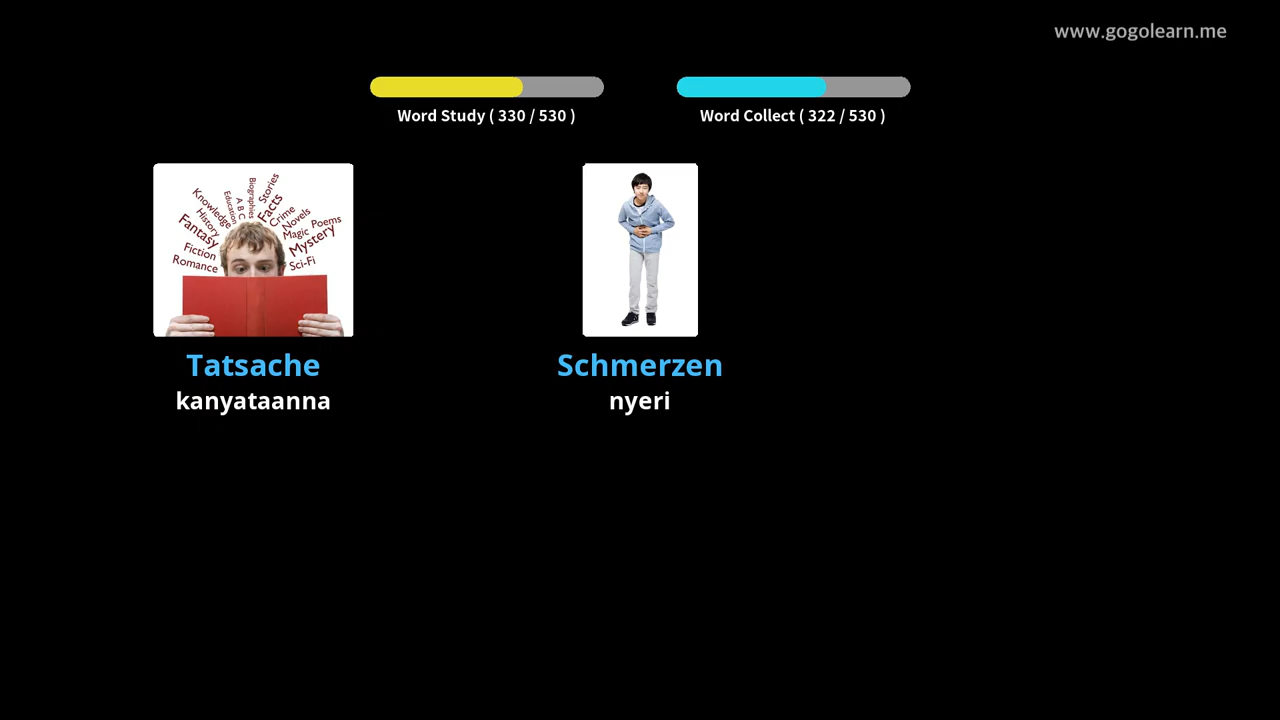 www.gogolearn.me
Word Study ( 330 / 530 )
Word Collect ( 322 / 530 )
Stories
Biographies
Facts
A B C
Education
Knowledge
History
Crime
Novels
Poems
Magic
Mystery
Fantasy
Fiction
Romance
Sci-Fi
Tatsache
kanyataanna
Schmerzen
nyeri